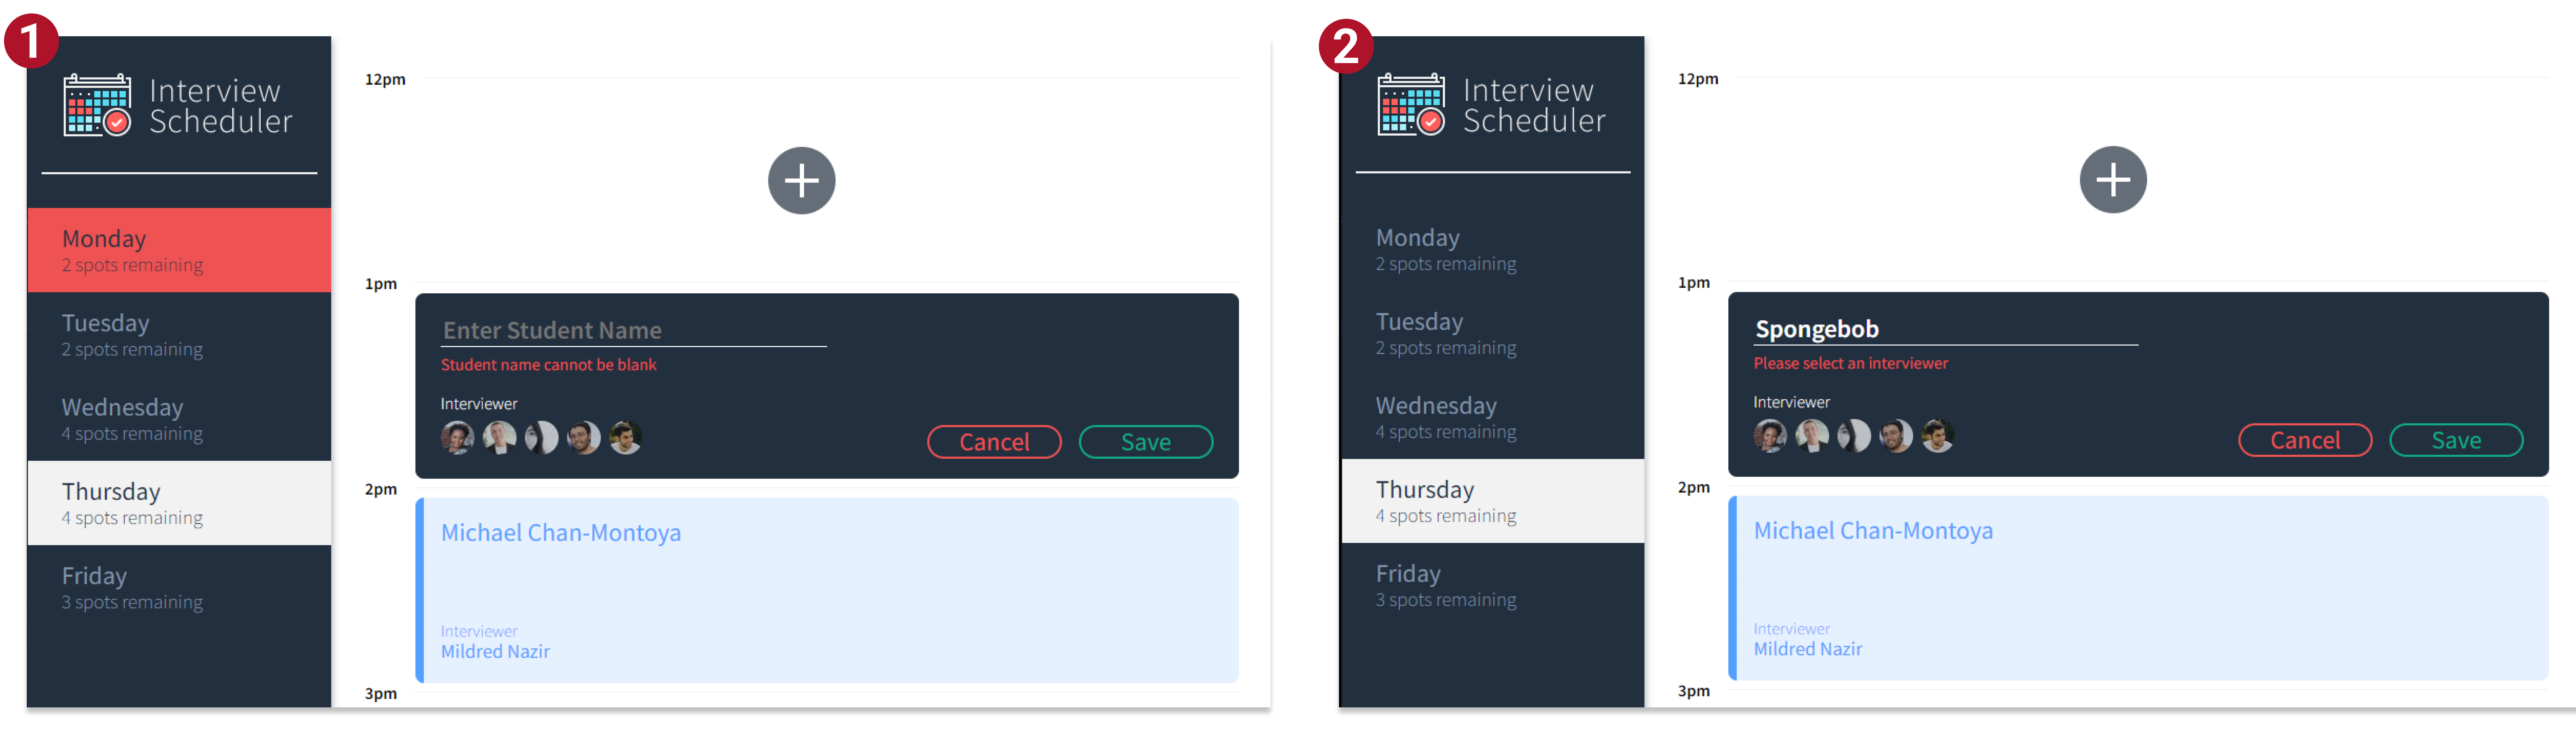 1
Interview
Scheduler
Monday
2 spots remaining
Tuesday
2 spots remaining
Wednesday
4 spots remaining
Thursday
4 spots remaining
Friday
3 spots remaining
12pm
1pm
Enter Student Name
Student name cannot be blank
Interviewer
Cancel Save
2pm
Michael Chan-Montoya
Interviewer
Mildred Nazir
3pm
2
Interview
Scheduler
Monday
2 spots remaining
Tuesday
2 spots remaining
Wednesday
4 spots remaining
Thursday
4 spots remaining
Friday
3 spots remaining
12pm
1pm
Spongebob
Please select an interviewer
Interviewer
Cancel Save
2pm
Michael Chan-Montoya
Interviewer
Mildred Nazir
3pm